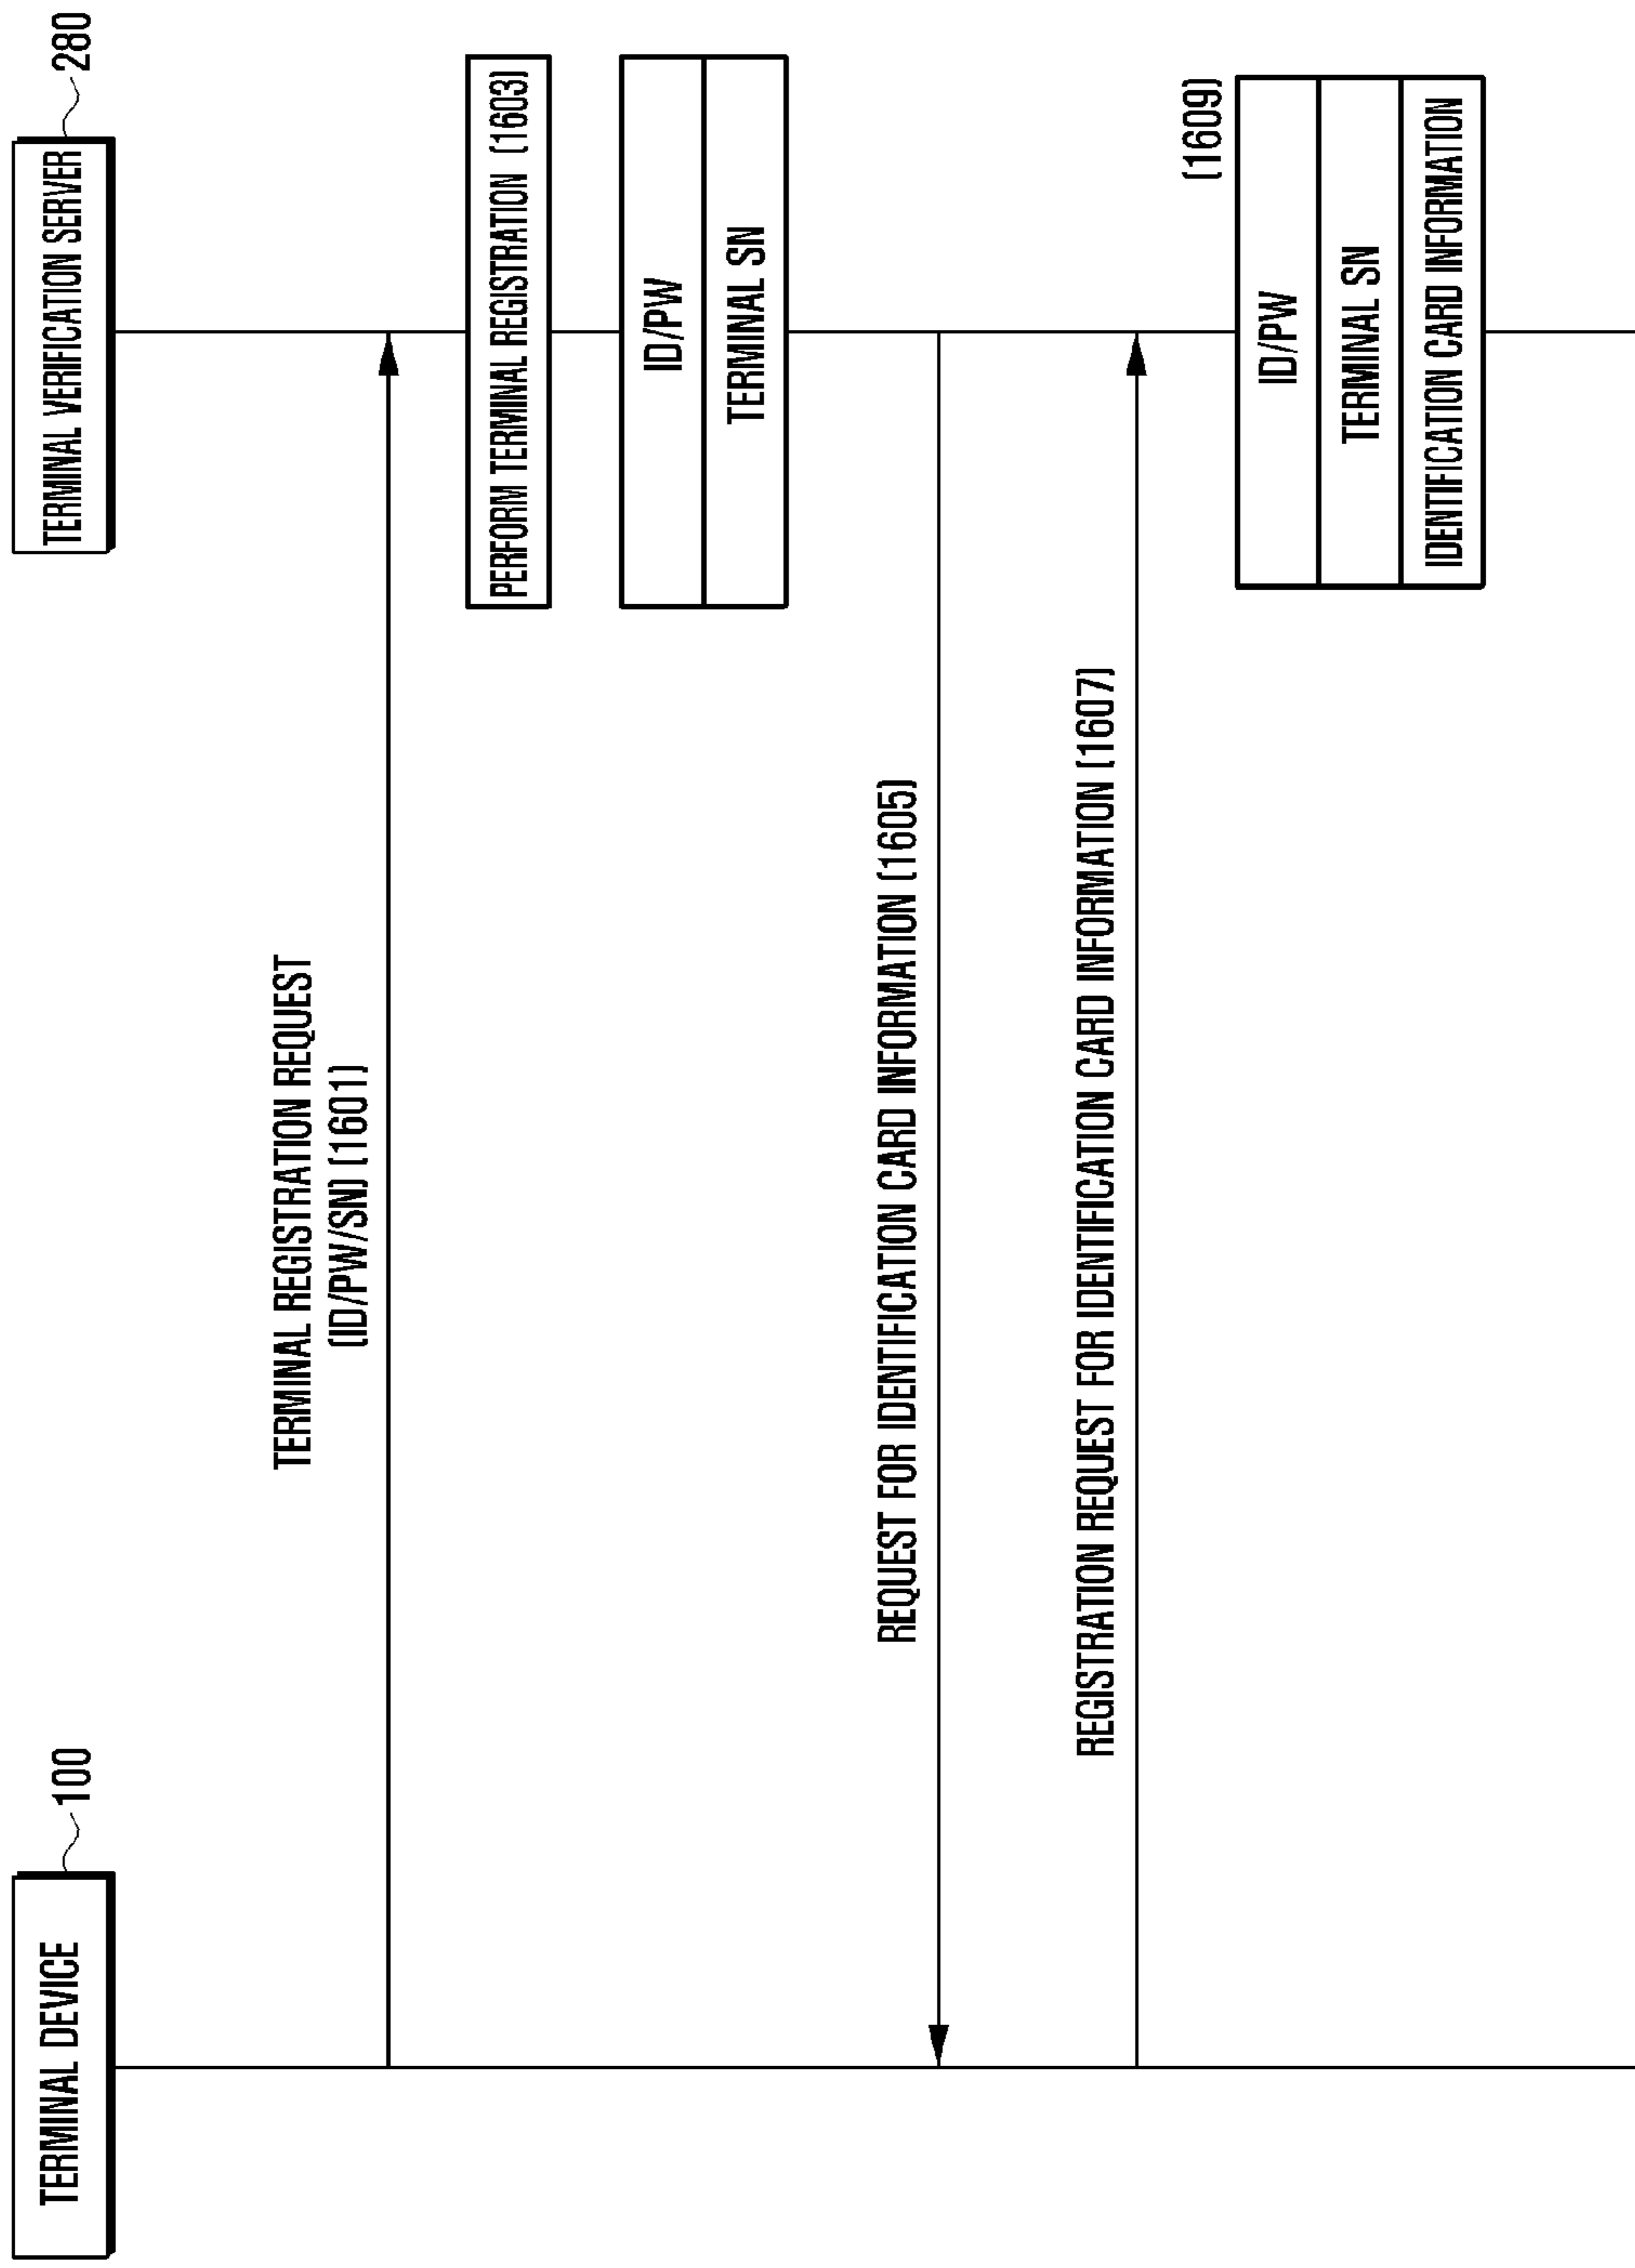 TERMINAL DEVICE
100
TERMINAL VERIFICATION SERVER
280
TERMINAL REGISTRATION REQUEST
(ID/PW/SN) (1601)
PERFORM TERMINAL REGISTRATION (1603)
ID/PW
TERMINAL SN
REQUEST FOR IDENTIFICATION CARD INFORMATION (1605)
REGISTRATION REQUEST FOR IDENTIFICATION CARD INFORMATION (1607)
(1609)
ID/PW
TERMINAL SN
IDENTIFICATION CARD INFORMATION